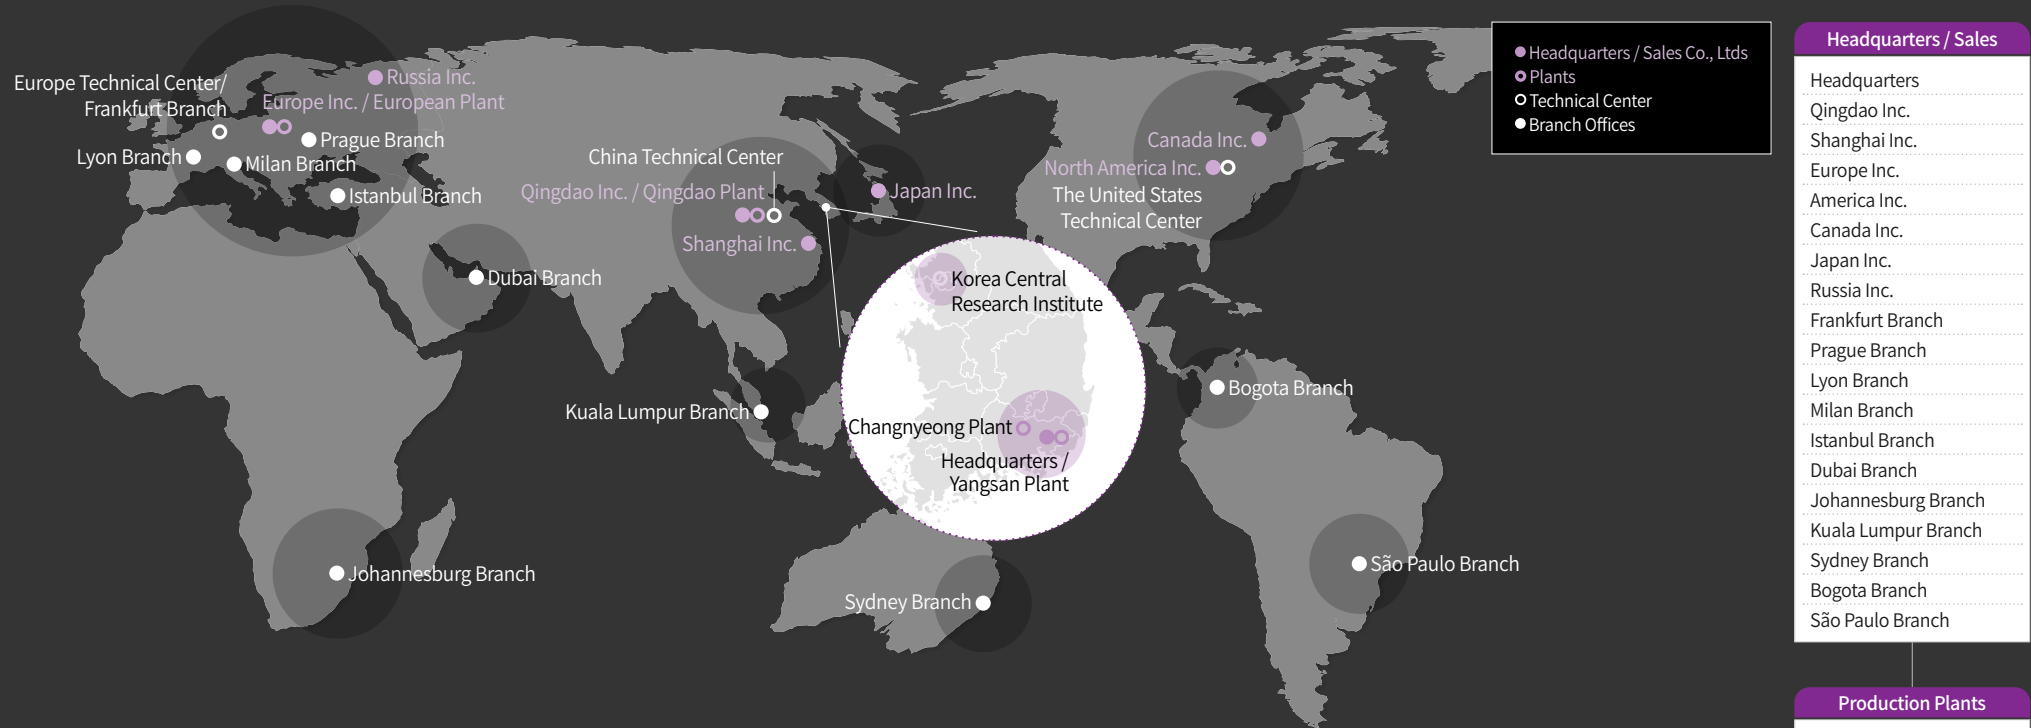 Europe Technical Center/
Frankfurt Branch
Russia Inc.
Europe Inc. / European Plant
Prague Branch
Lyon Branch
Milan Branch
Istanbul Branch
China Technical Center
Qingdao Inc. / Qingdao Plant
Shanghai Inc.
Japan Inc.
Dubai Branch
Kuala Lumpur Branch
Johannesburg Branch
Sydney Branch
Korea Central
Research Institute
Changnyeong Plant
Headquarters /
Yangsan Plant
Canada Inc.
North America Inc.
The United States
Technical Center
Bogota Branch
São Paulo Branch
Headquarters / Sales Co., Ltds
Plants
Technical Center
Branch Offices
Headquarters / Sales
Headquarters
Qingdao Inc.
Shanghai Inc.
Europe Inc.
America Inc.
Canada Inc.
Japan Inc.
Russia Inc.
Frankfurt Branch
Prague Branch
Lyon Branch
Milan Branch
Istanbul Branch
Dubai Branch
Johannesburg Branch
Kuala Lumpur Branch
Sydney Branch
Bogota Branch
São Paulo Branch
Production Plants